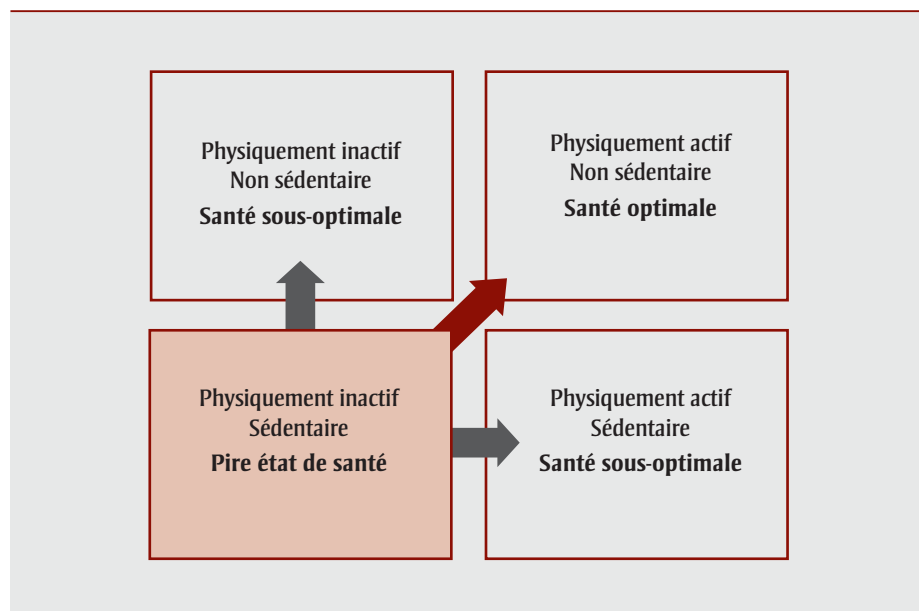 Physiquement inactif
Non sédentaire
Santé sous-optimale
Physiquement actif
Non sédentaire
Santé optimale
Physiquement inactif
Sédentaire
Pire état de santé
Physiquement actif
Sédentaire
Santé sous-optimale